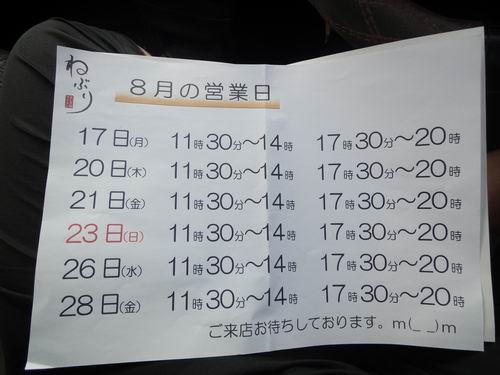 ねぶり
8月の営業日
17日(月) 11時30分〜14時 17時30分〜20時
20日(木) 11時30分〜14時 17時30分〜20時
21日(金) 11時30分〜14時 17時30分〜20時
23日(日) 11時30分〜14時 17時30分〜20時
26日(水) 11時30分〜14時 17時30分〜20時
28日(金) 11時30分〜14時 17時30分〜20時
ご来店お待ちしております。m(_ _)m